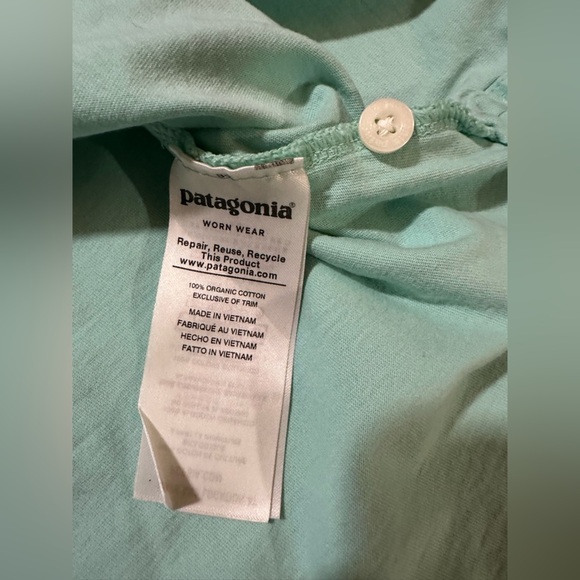 patagonia®
WORN WEAR
Repair, Reuse, Recycle
This Product
www.patagonia.com
100% ORGANIC COTTON
EXCLUSIVE OF TRIM
MADE IN VIETNAM
FABRIQUÉ AU VIETNAM
HECHO EN VIETNAM
FATTO IN VIETNAM